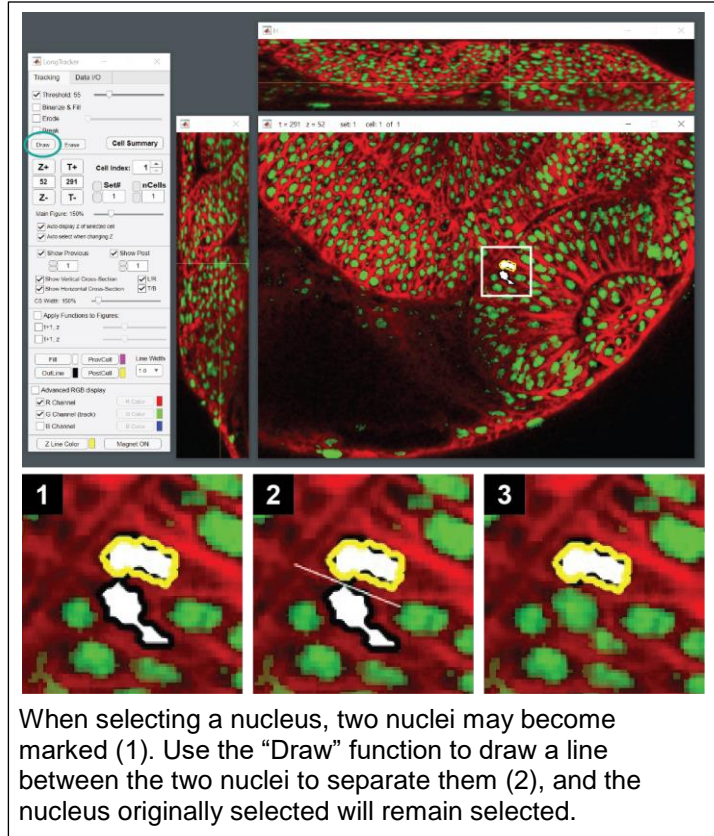 LongTracker
Tracking Data I/O
Threshold: 55
Binarize & Fill
Erode
Break
Draw Erase Cell Summary
Z+ T+ Cell Index: 1
52 291 Set# nCells
Z- T- 1 1
Main Figure: 150%
Auto display Z of selected cell
Auto select when changing Z
Show Previous Show Post
1 1
Show Vertical Cross-Section L/R
Show Horizontal Cross-Section T/B
CS Width: 150%
Apply Functions to Figures:
t+1, z
t+1, z
Fill PrevCell Line Width
OutLine PostCell 1.0
Advanced RGB display
R Channel R Color
G Channel (track) G Color
B Channel B Color
Z Line Color Magnet ON
t = 291 z = 52 set: 1 cell: 1 of 1
1 2 3
When selecting a nucleus, two nuclei may become
marked (1). Use the “Draw” function to draw a line
between the two nuclei to separate them (2), and the
nucleus originally selected will remain selected.